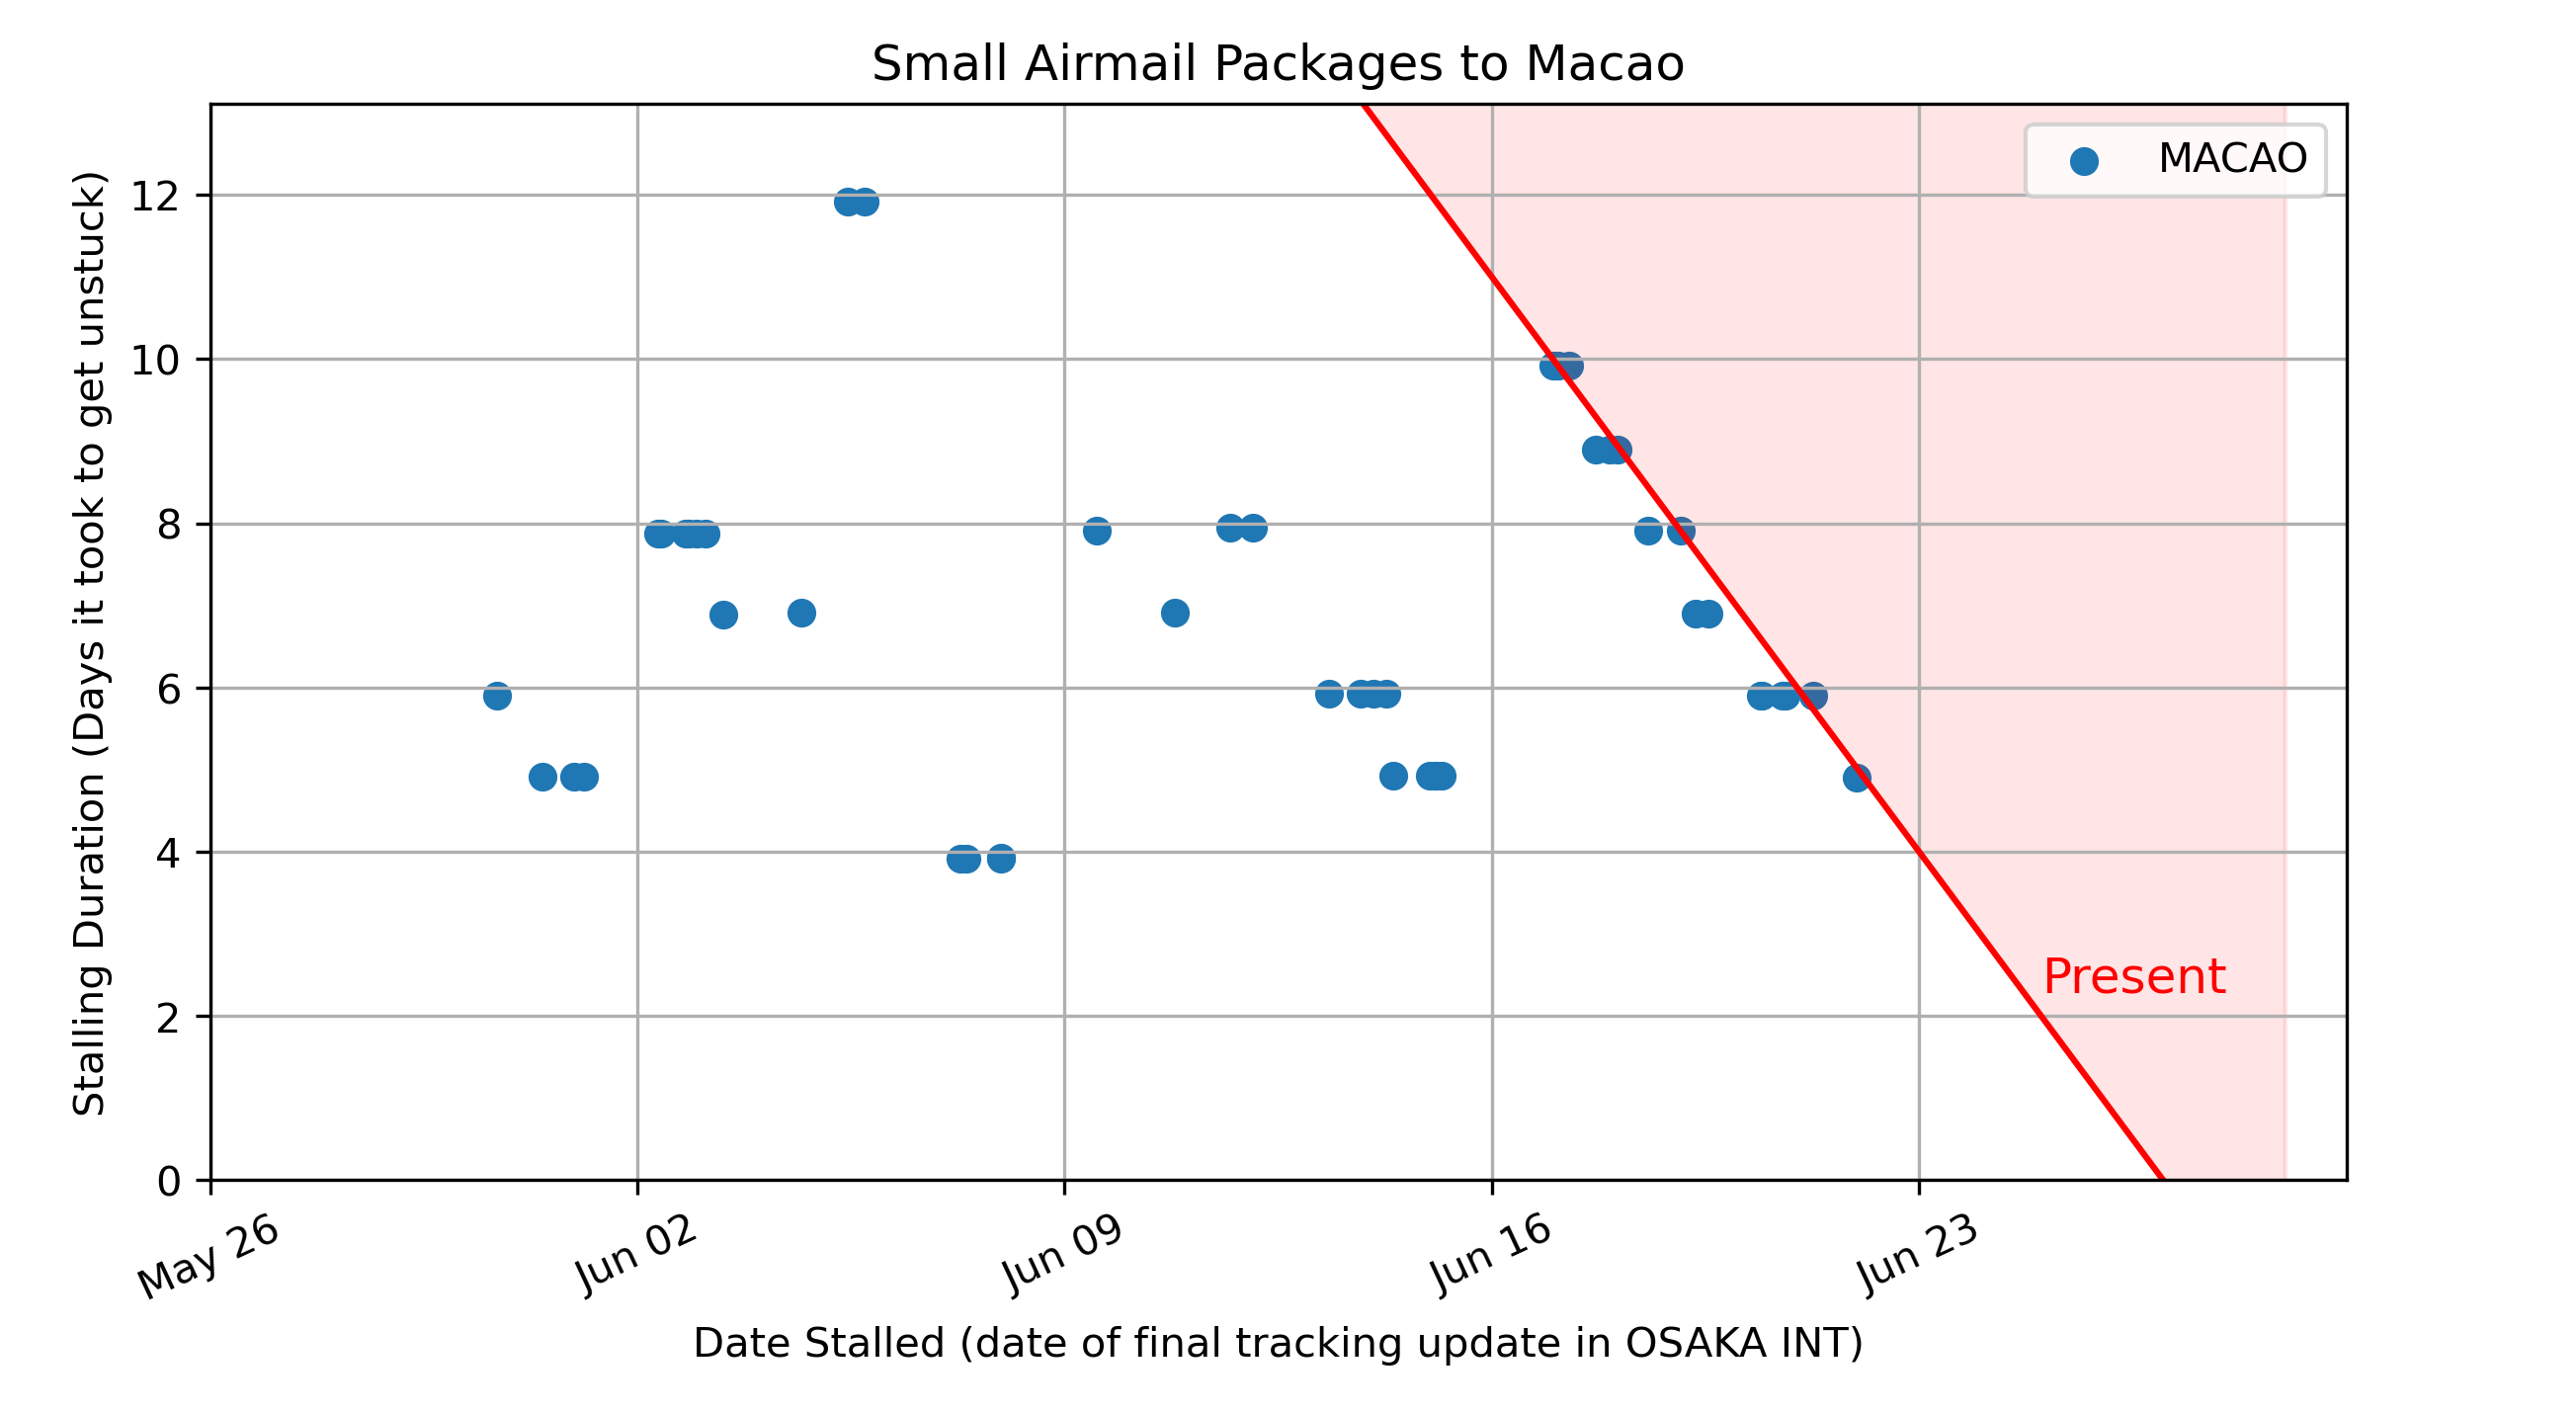 Small Airmail Packages to Macao
MACAO
Stalling Duration (Days it took to get unstuck)
12
10
8
6
4
2
0
Present
May 26
Jun 02
Jun 09
Jun 16
Jun 23
Date Stalled (date of final tracking update in OSAKA INT)